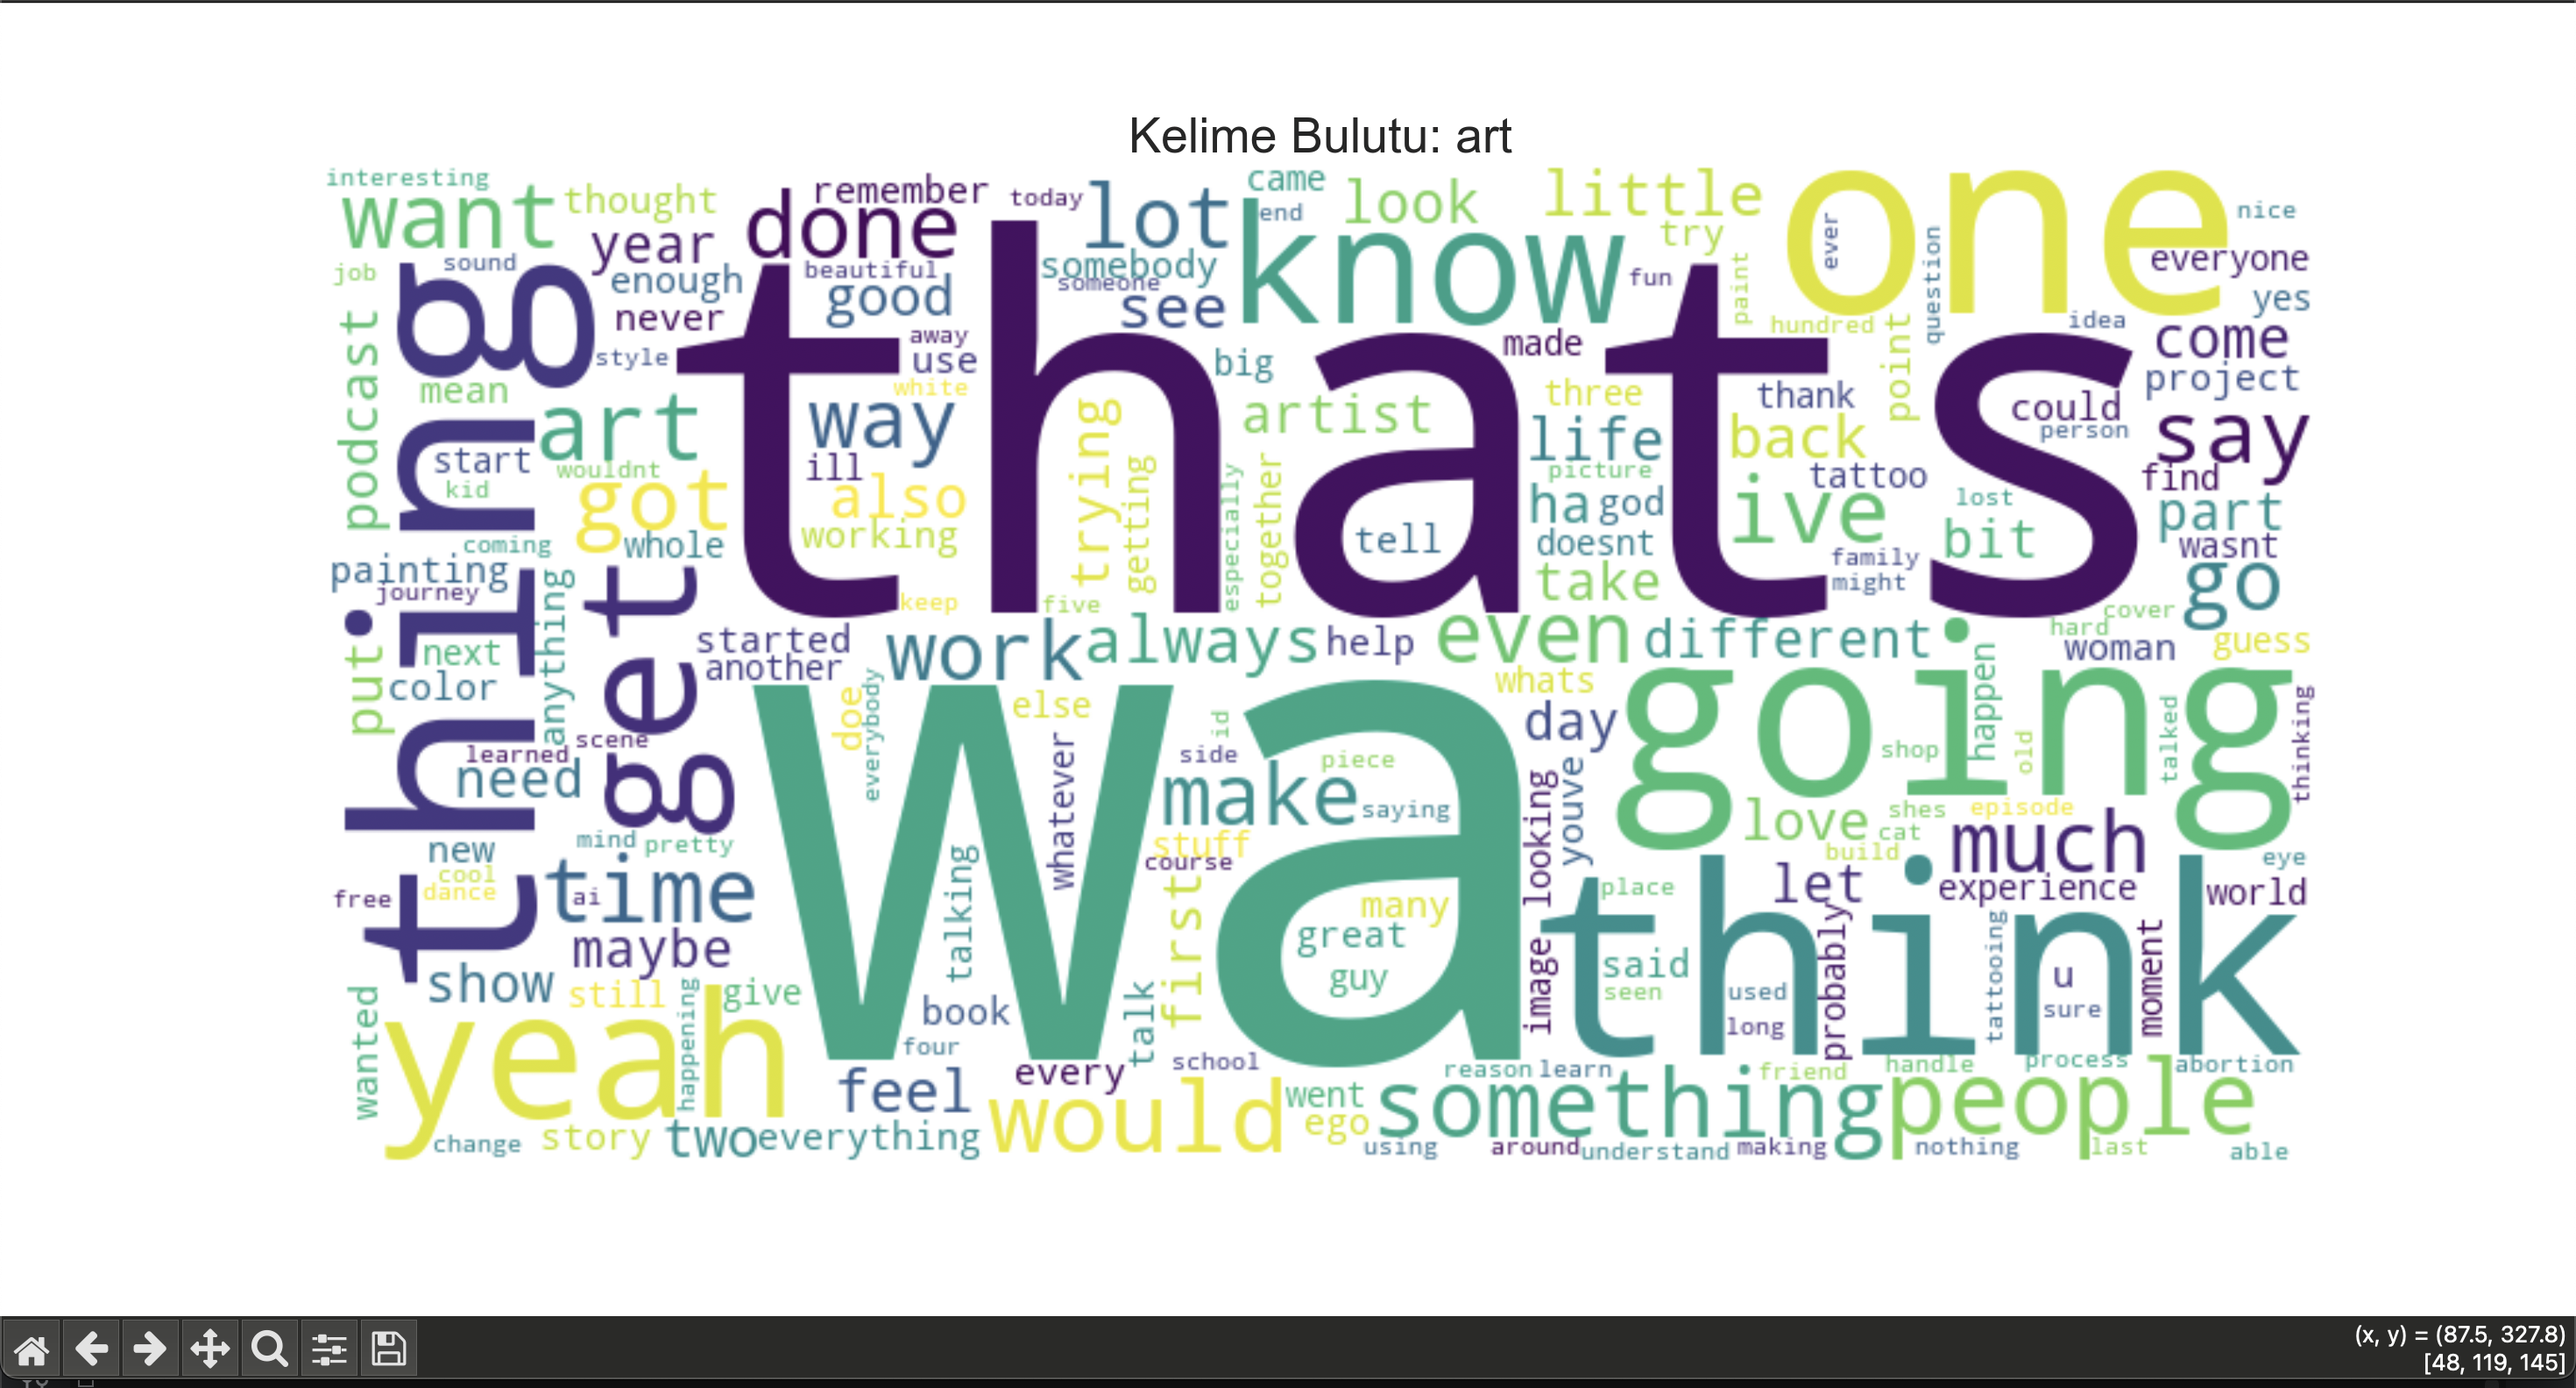 Kelime Bulutu: art
interesting
want
thought
remember
today
lot
came
end
look
little
one
ever
nice
year
done
know
try
job
sound
enough
beautiful
somebody
someone
fun
paint
question
everyone
yes
never
good
see
thats
hundred
point
idea
come
podcast
thing
style
away
use
big
made
mean
white
three
thank
project
art
way
trying
artist
life
back
could
person
say
start
wouldnt
ill
picture
tattoo
find
kid
got
also
getting
especially
together
ha
god
ive
lost
part
coming
whole
working
tell
doesnt
bit
wasnt
painting
journey
anything
get
keep
five
take
family
might
go
cover
put
next
started
another
work
always
help
even
different
hard
woman
guess
color
doe
everybody
else
id
whats
going
happen
learned
scene
need
wa
whatever
side
piece
day
shop
old
talked
thinking
make
saying
youve
love
shes
episode
cat
new
mind
pretty
stuff
course
looking
build
much
eye
cool
dance
free
time
ai
talking
first
many
place
let
experience
world
maybe
great
guy
image
think
said
seen
probably
tattooing
u
sure
moment
show
still
happening
give
book
talk
used
long
wanted
yeah
four
every
school
reason
learn
friend
handle
process
abortion
feel
would
went
ego
something
people
change
story
two
everything
using
around
understand
making
nothing
last
able
(x, y) = (87.5, 327.8)
[48, 119, 145]